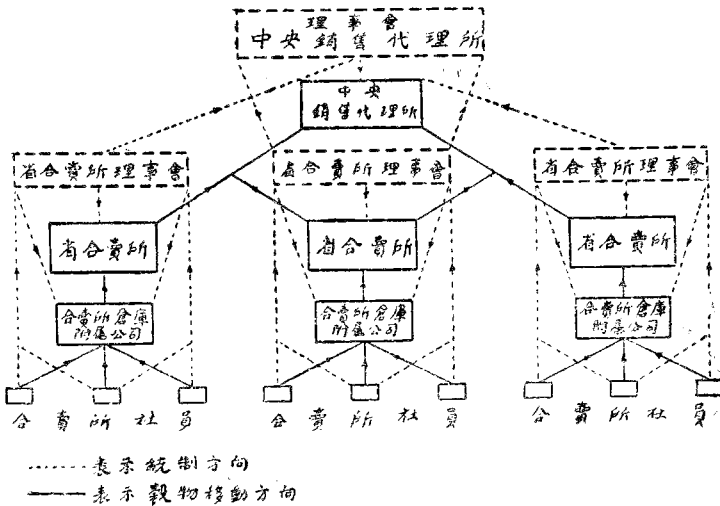 理事會
中央銷售代理所
中央
銷售代理所
省合賣所理事會
省合賣所理事會
省合賣所理事會
省合賣所
省合賣所
省合賣所
合賣所倉庫
附屬公司
合賣所倉庫
附屬公司
合賣所倉庫
附屬公司
合賣所社員
合賣所社員
合賣所社員
表示統制方向
表示穀物移動方向